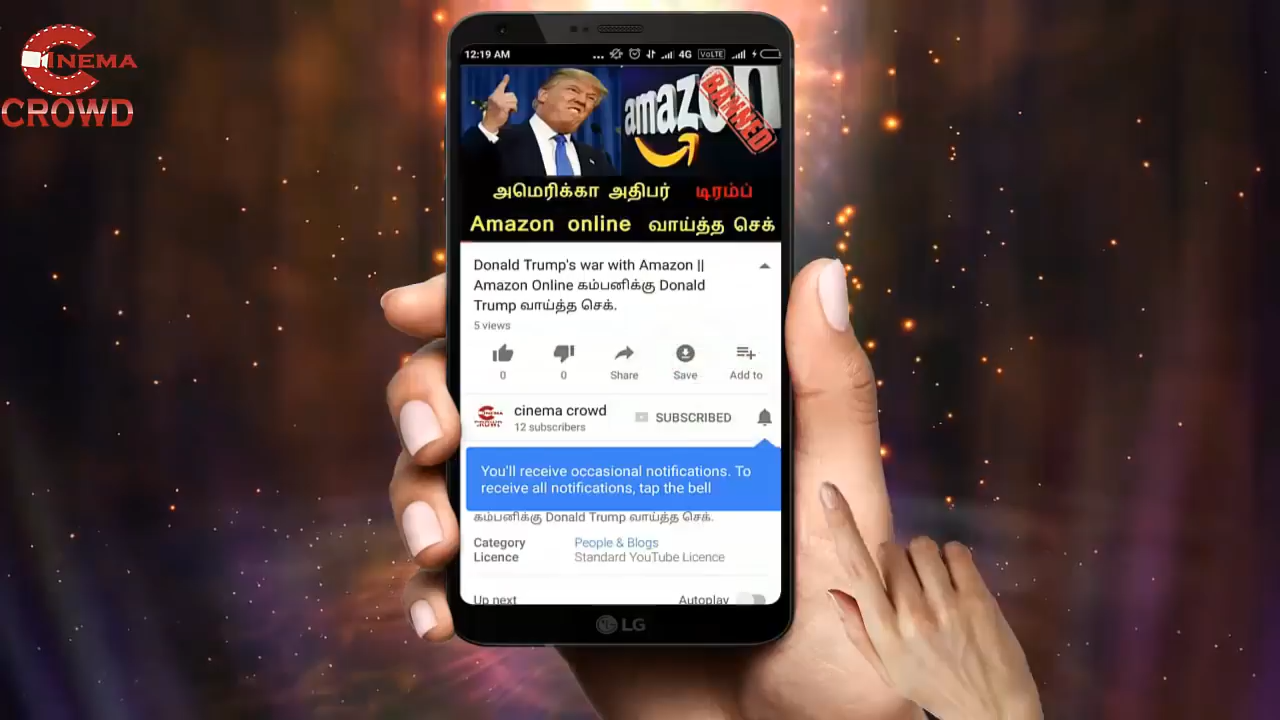 CINEMA
CROWD
12:19 AM
4G VoLTE
amazon
BANNED
அமெரிக்கா அதிபர் டிரம்ப்
Amazon online வாய்த்த செக்
Donald Trump's war with Amazon ||
Amazon Online கம்பனிக்கு Donald
Trump வாய்த்த செக்.
5 views
0 0 Share Save Add to
CINEMA
CROWD
cinema crowd
12 subscribers
SUBSCRIBED
You'll receive occasional notifications. To
receive all notifications, tap the bell
கம்பனிக்கு Donald Trump வாய்த்த செக்.
Category People & Blogs
Licence Standard YouTube Licence
Up next Autoplay
LG